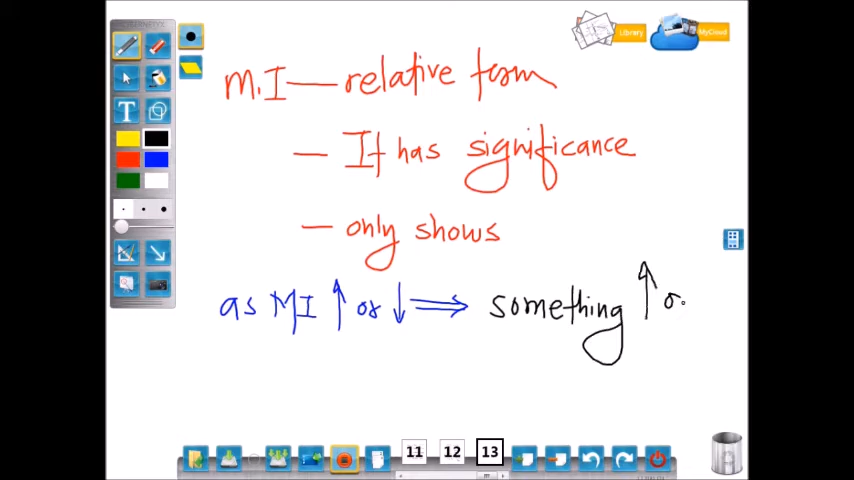 Library
MyCloud
M.I — relative term
— It has significance
— only shows
as MI ↑ or ↓ ⇒ something ↑ o.
T
11 12 13